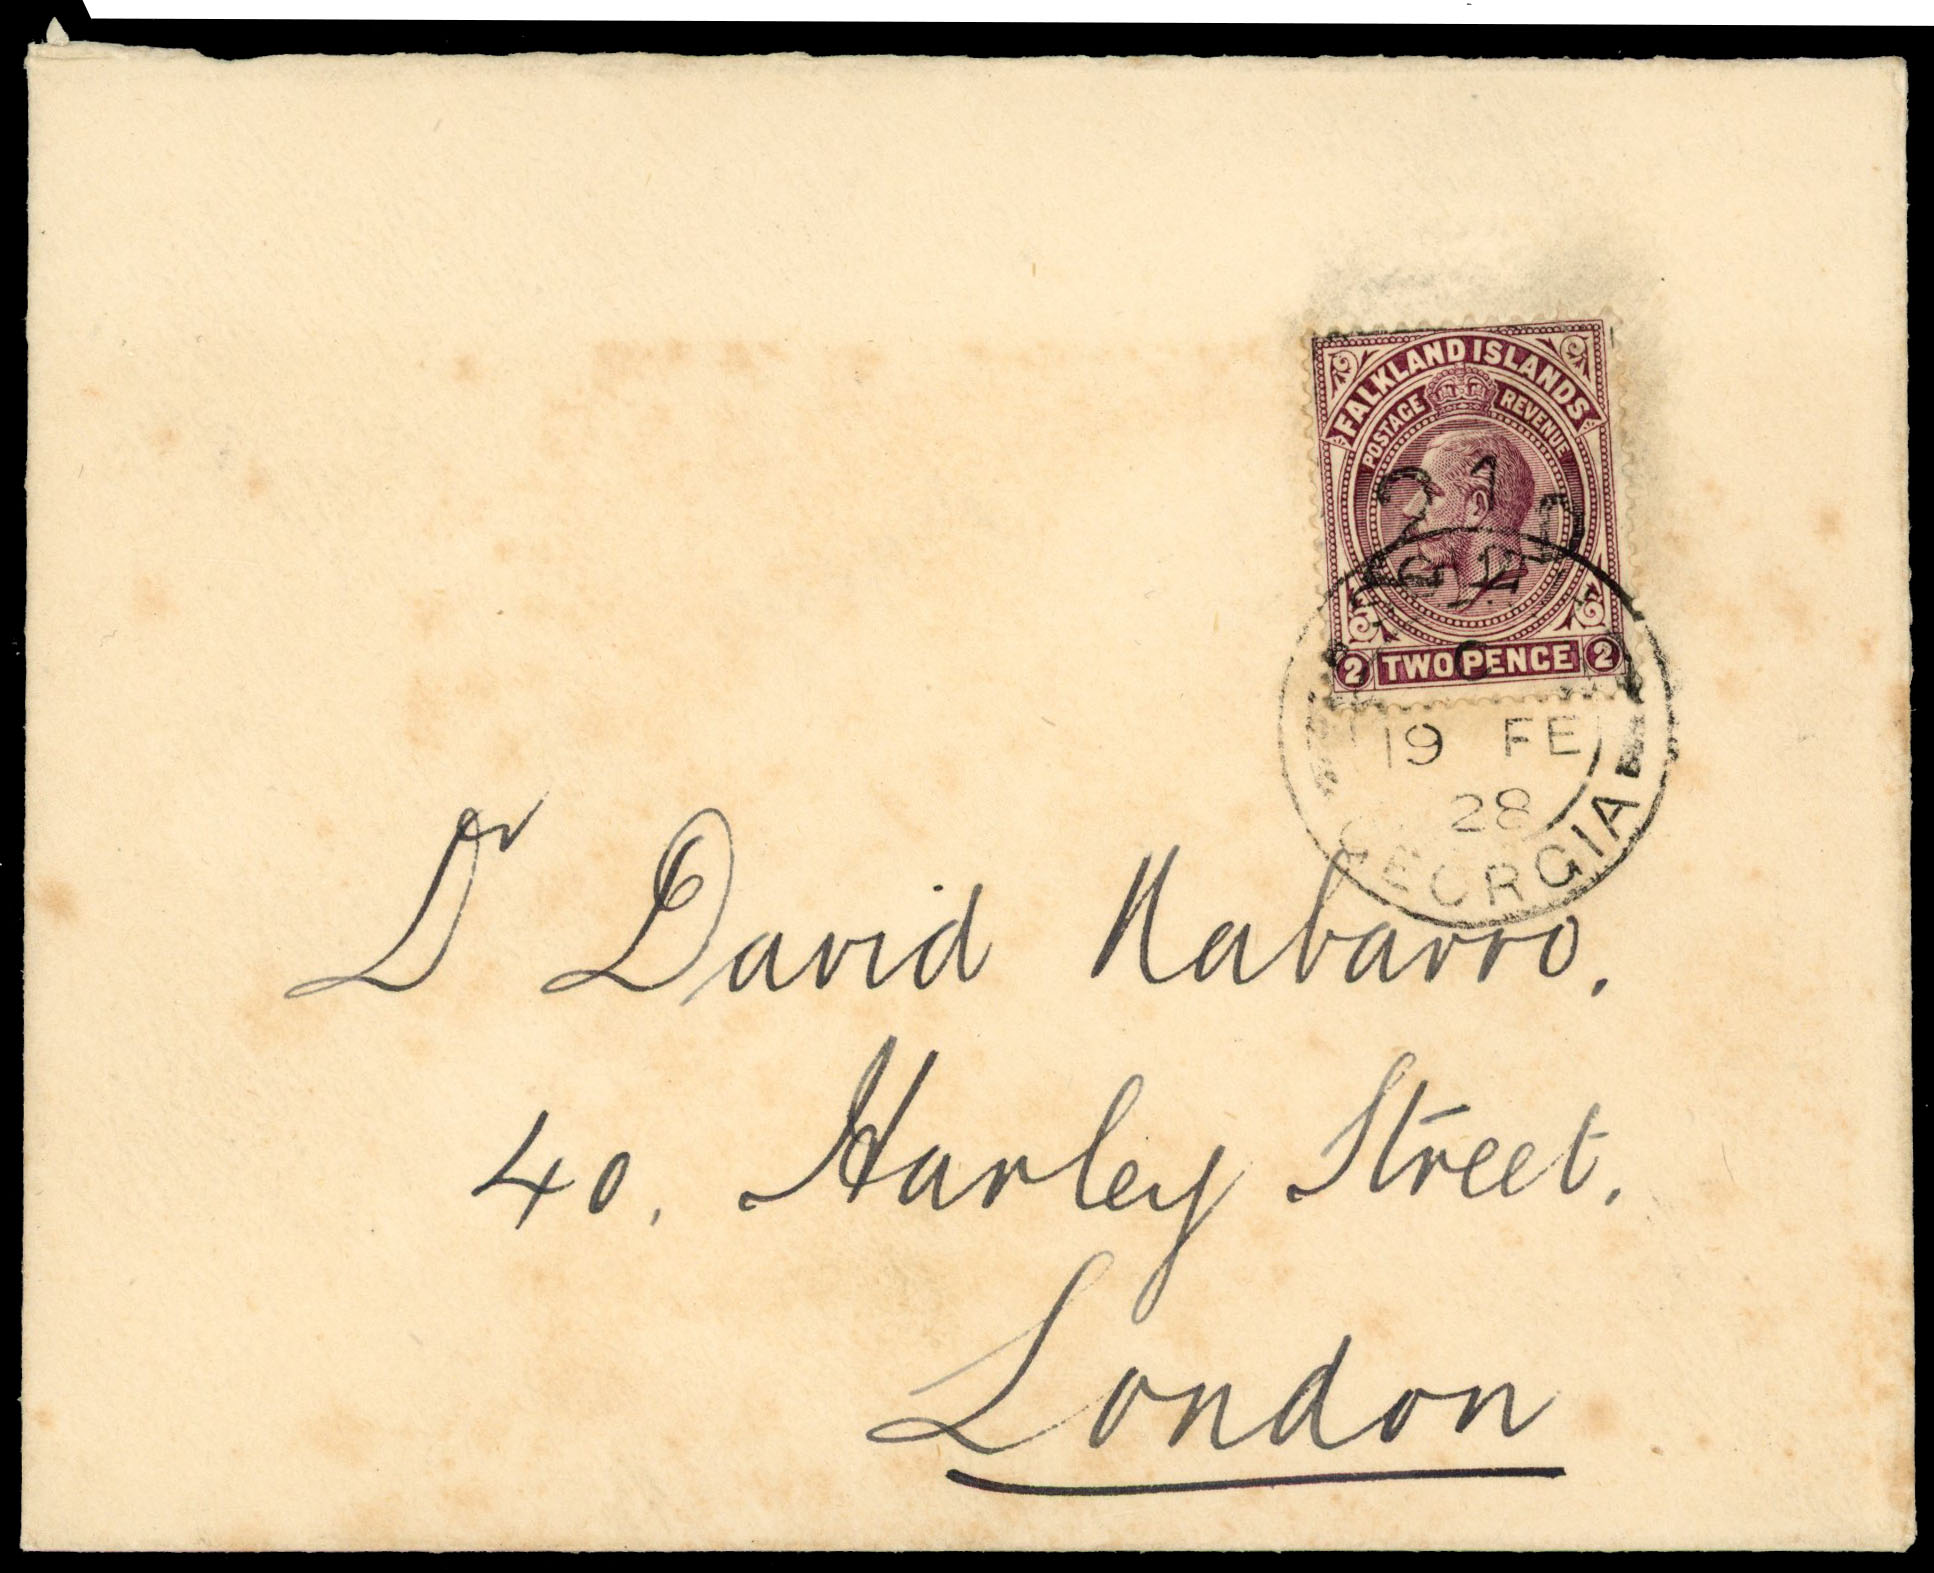 FALKLAND ISLANDS
POSTAGE REVENUE
2 TWO PENCE 2
19 FE
28
GEORGIA
Dr David Nabarro,
40, Harley Street,
London